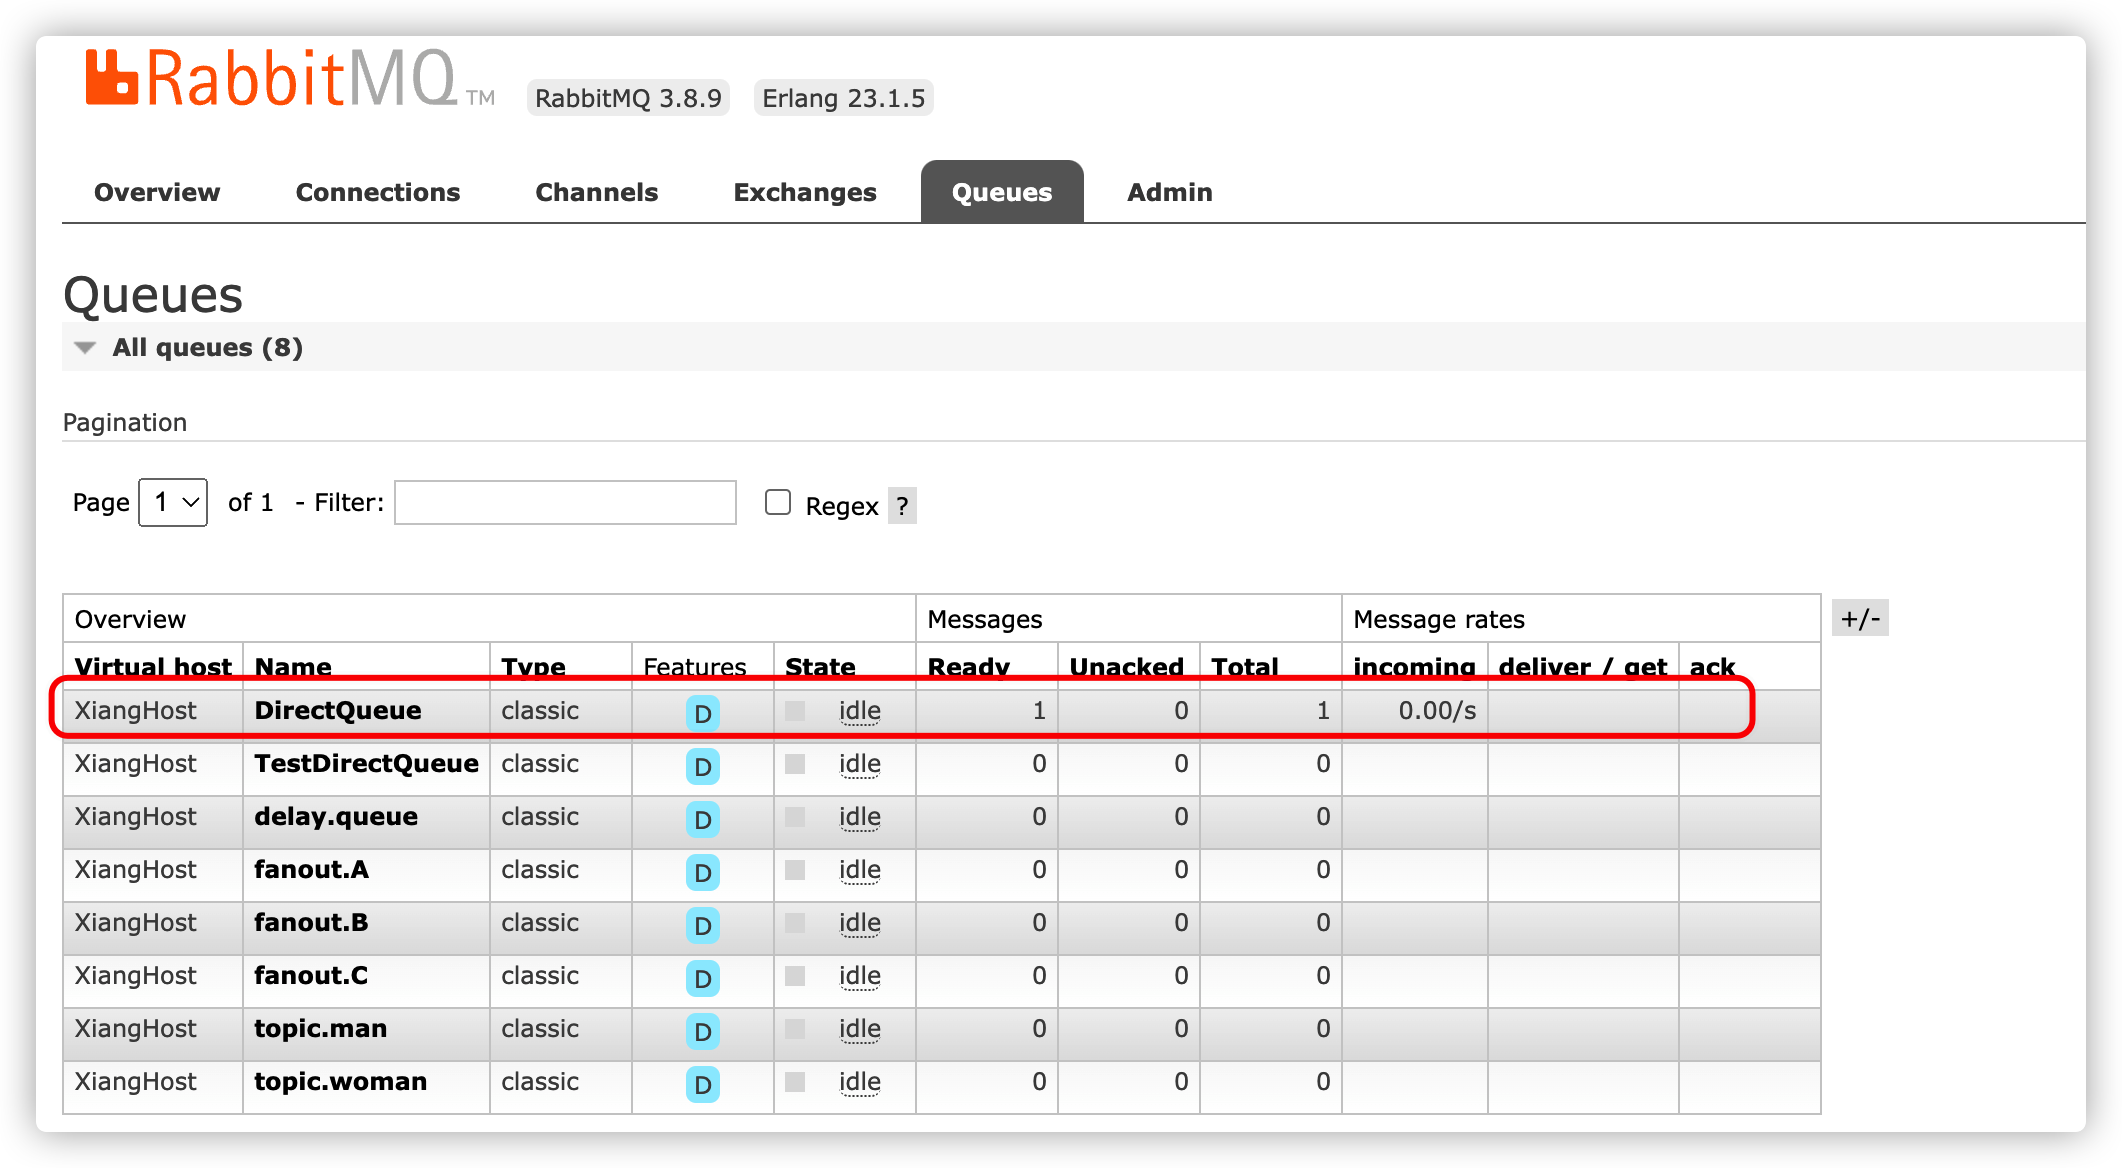 RabbitMQ TM RabbitMQ 3.8.9 Erlang 23.1.5
Overview Connections Channels Exchanges Queues Admin
Queues
All queues (8)
Pagination
Page 1 of 1 - Filter: Regex ?
Overview Messages Message rates +/-
Virtual host Name Type Features State Ready Unacked Total incoming deliver / get ack
XiangHost DirectQueue classic D idle 1 0 1 0.00/s
XiangHost TestDirectQueue classic D idle 0 0 0
XiangHost delay.queue classic D idle 0 0 0
XiangHost fanout.A classic D idle 0 0 0
XiangHost fanout.B classic D idle 0 0 0
XiangHost fanout.C classic D idle 0 0 0
XiangHost topic.man classic D idle 0 0 0
XiangHost topic.woman classic D idle 0 0 0